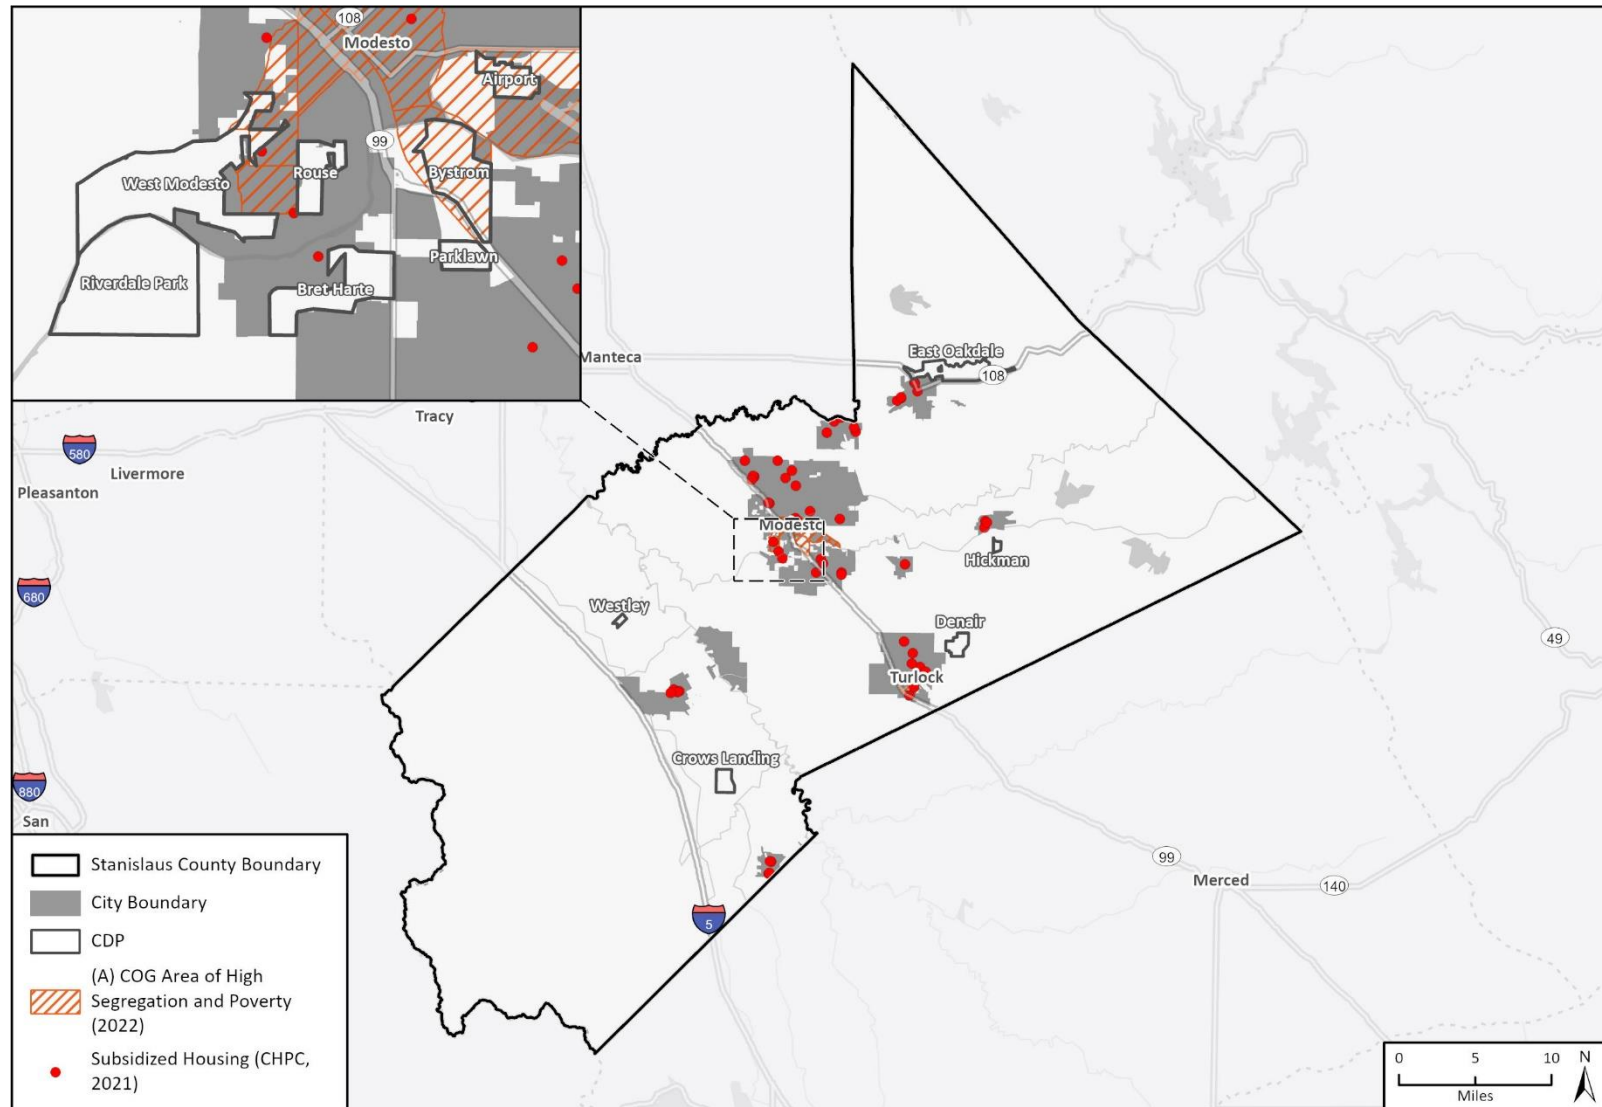 108
Modesto
Airport
99
West Modesto
Rouse
Bystrom
Parklawn
Riverdale Park
Bret Harte
Manteca
East Oakdale
108
Tracy
580
Livermore
Pleasanton
Modesto
Hickman
680
Westley
Denair
49
Turlock
Crows Landing
880
San
99
Merced
140
5
Stanislaus County Boundary
City Boundary
CDP
(A) COG Area of High
Segregation and Poverty
(2022)
Subsidized Housing (CHPC,
2021)
0 5 10
Miles
N